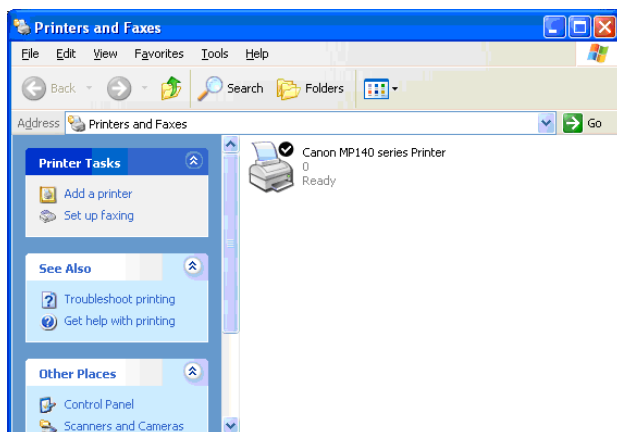 Printers and Faxes
File Edit View Favorites Tools Help
Back Search Folders
Address Printers and Faxes Go
Printer Tasks
Add a printer
Set up faxing
See Also
Troubleshoot printing
Get help with printing
Other Places
Control Panel
Scanners and Cameras
Canon MP140 series Printer
0
Ready